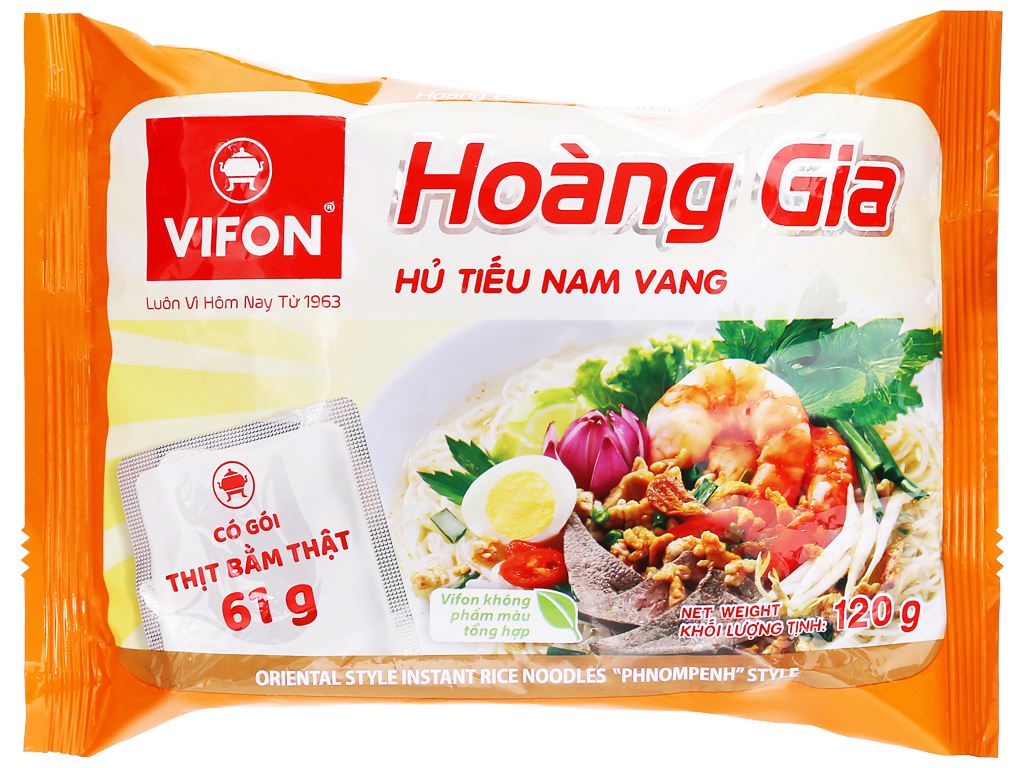 Hoàng Gia
VIFON
®
Luôn Vì Hôm Nay Từ 1963
Hoàng Gia
HỦ TIẾU NAM VANG
CÓ GÓI
THỊT BẰM THẬT
61 g
Vifon không
phẩm màu
tổng hợp
NET WEIGHT
KHỐI LƯỢNG TỊNH: 120 g
ORIENTAL STYLE INSTANT RICE NOODLES "PHNOMPENH" STYLE